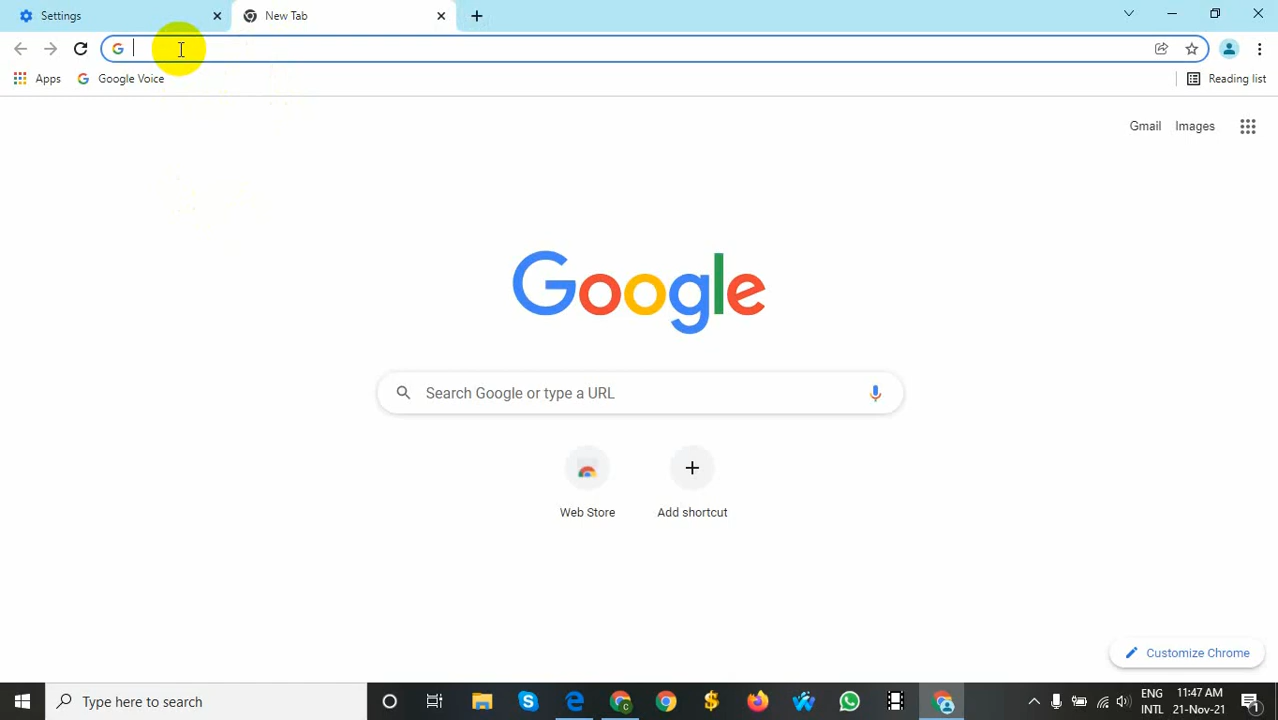 Settings
New Tab
Apps
Google Voice
Reading list
Gmail
Images
Google
Search Google or type a URL
Web Store
Add shortcut
Customize Chrome
Type here to search
ENG
INTL
11:47 AM
21-Nov-21
1